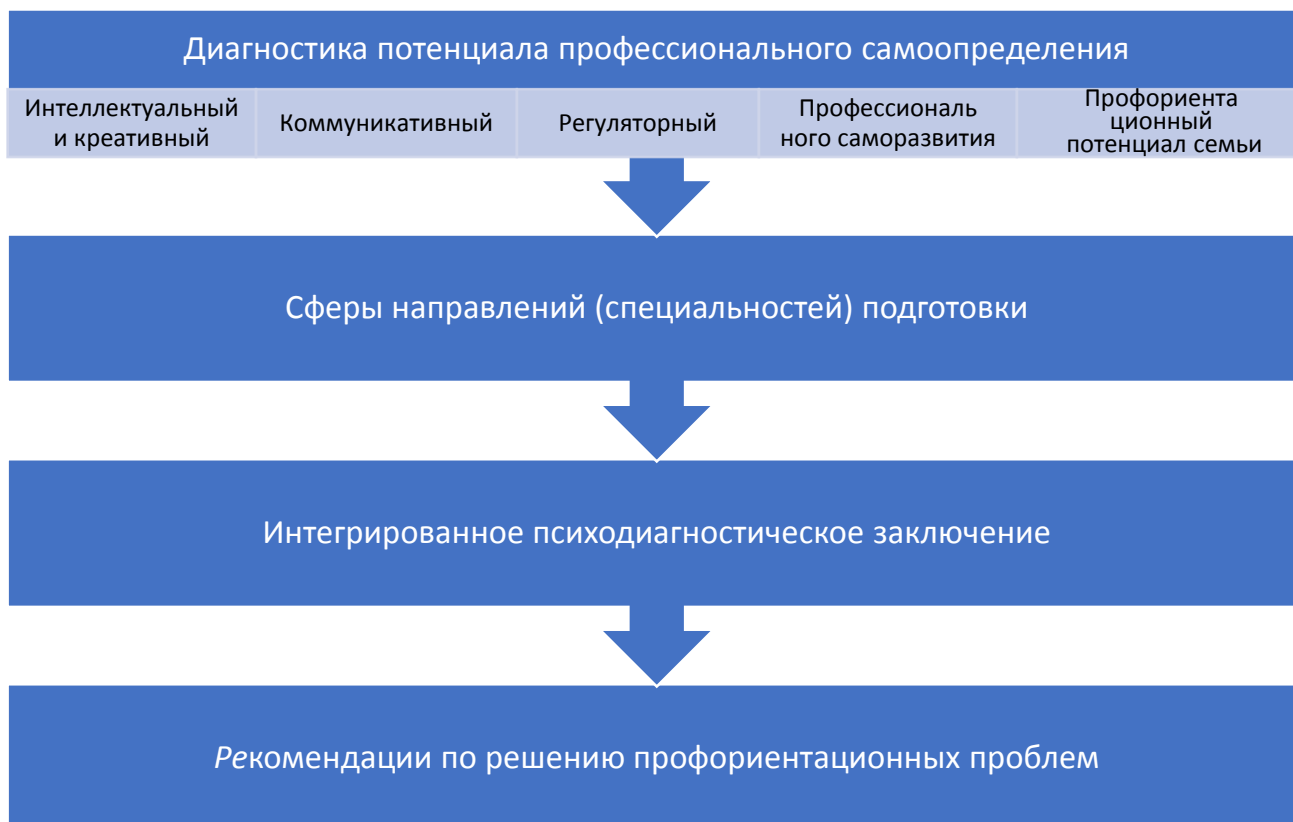 Диагностика потенциала профессионального самоопределения
Интеллектуальный
и креативный
Коммуникативный
Регуляторный
Профессиональ
ного саморазвития
Профориента
ционный
потенциал семьи
Сферы направлений (специальностей) подготовки
Интегрированное психодиагностическое заключение
Рекомендации по решению профориентационных проблем